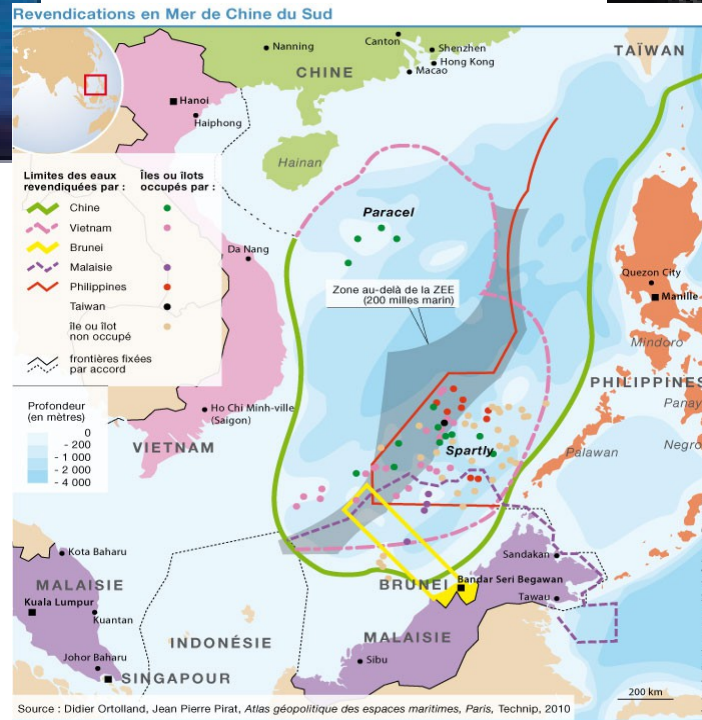 Revendications en Mer de Chine du Sud
Nanning
Canton
Shenzhen
Hong Kong
Macao
TAÏWAN
CHINE
Hanoi
Haiphong
Hainan
Limites des eaux
revendiquées par :
Îles ou îlots
occupés par :
Chine
Vietnam
Brunei
Malaisie
Philippines
Taiwan
île ou îlot
non occupé
frontières fixées
par accord
Profondeur
(en mètres)
0
- 200
- 1 000
- 2 000
- 4 000
Paracel
Da Nang
Zone au-delà de la ZEE
(200 milles marin)
Quezon City
Manille
Mindoro
PHILIPPINES
Panay
Negro
Palawan
Ho Chi Minh-ville
(Saigon)
VIETNAM
Spartly
Kota Baharu
MALAISIE
Kuala Lumpur
Kuantan
Johor Baharu
SINGAPOUR
INDONÉSIE
BRUNEI
Bandar Seri Begawan
Sandakan
Tawau
MALAISIE
Sibu
200 km
Source : Didier Ortolland, Jean Pierre Pirat, Atlas géopolitique des espaces maritimes, Paris, Technip, 2010